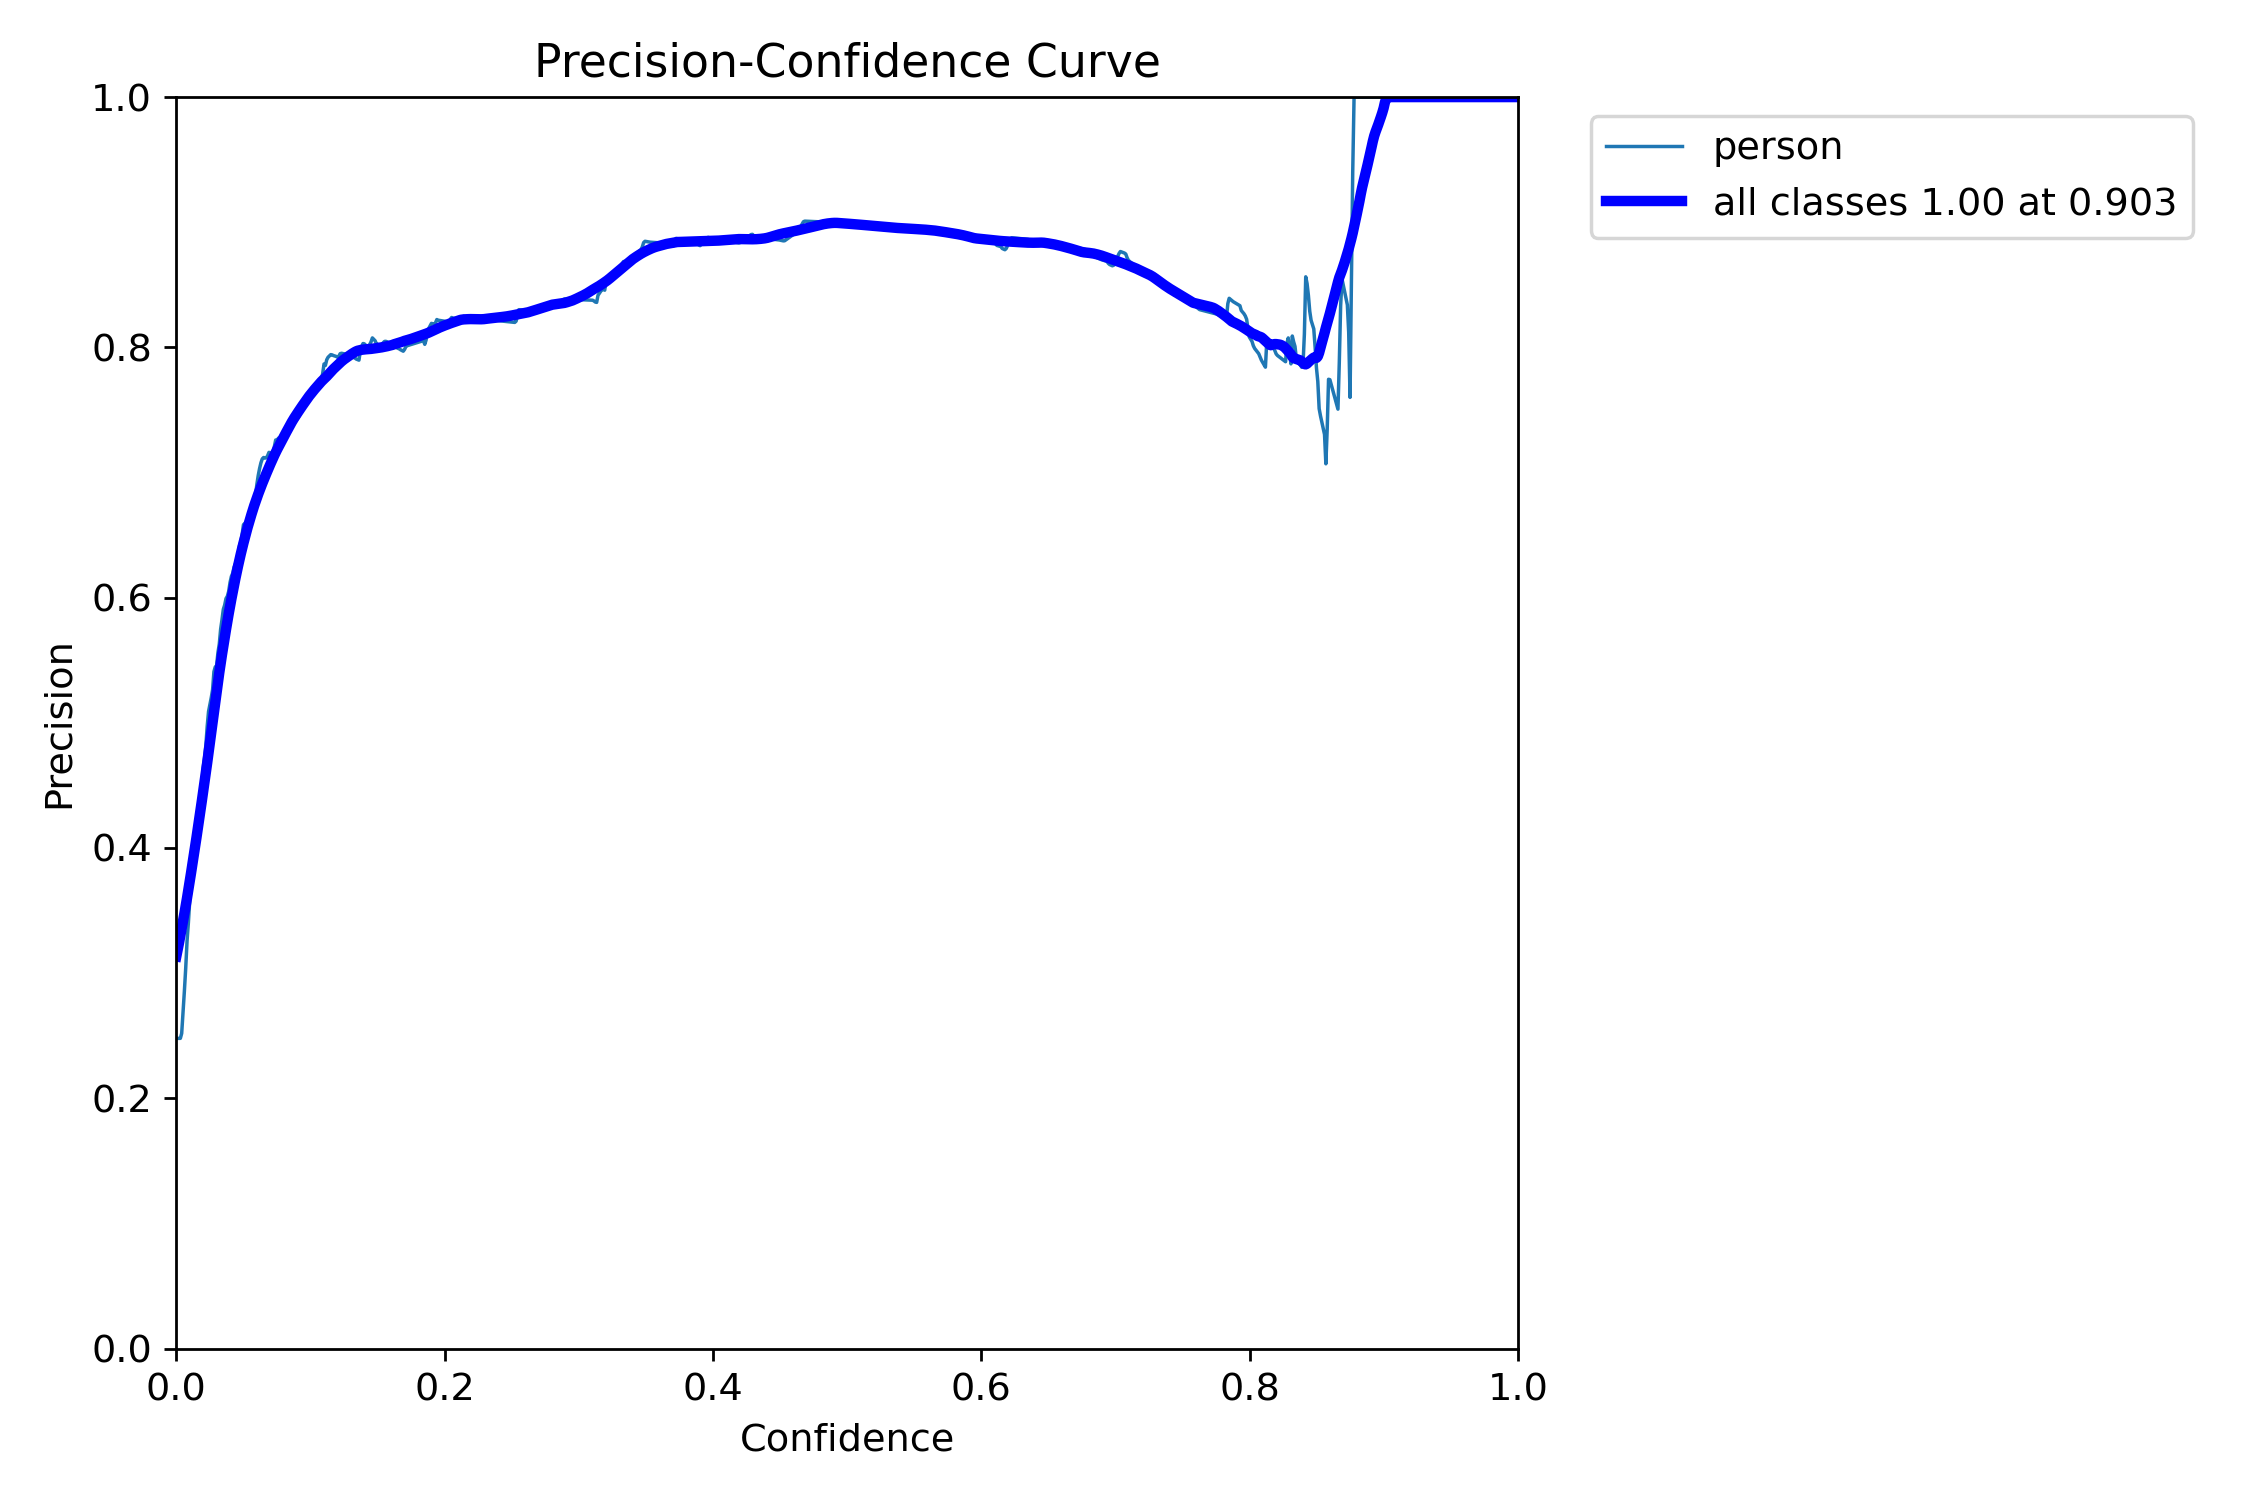 Precision-Confidence Curve
1.0
0.8
0.6
0.4
0.2
0.0
Precision
0.0 0.2 0.4 0.6 0.8 1.0
Confidence
person
all classes 1.00 at 0.903